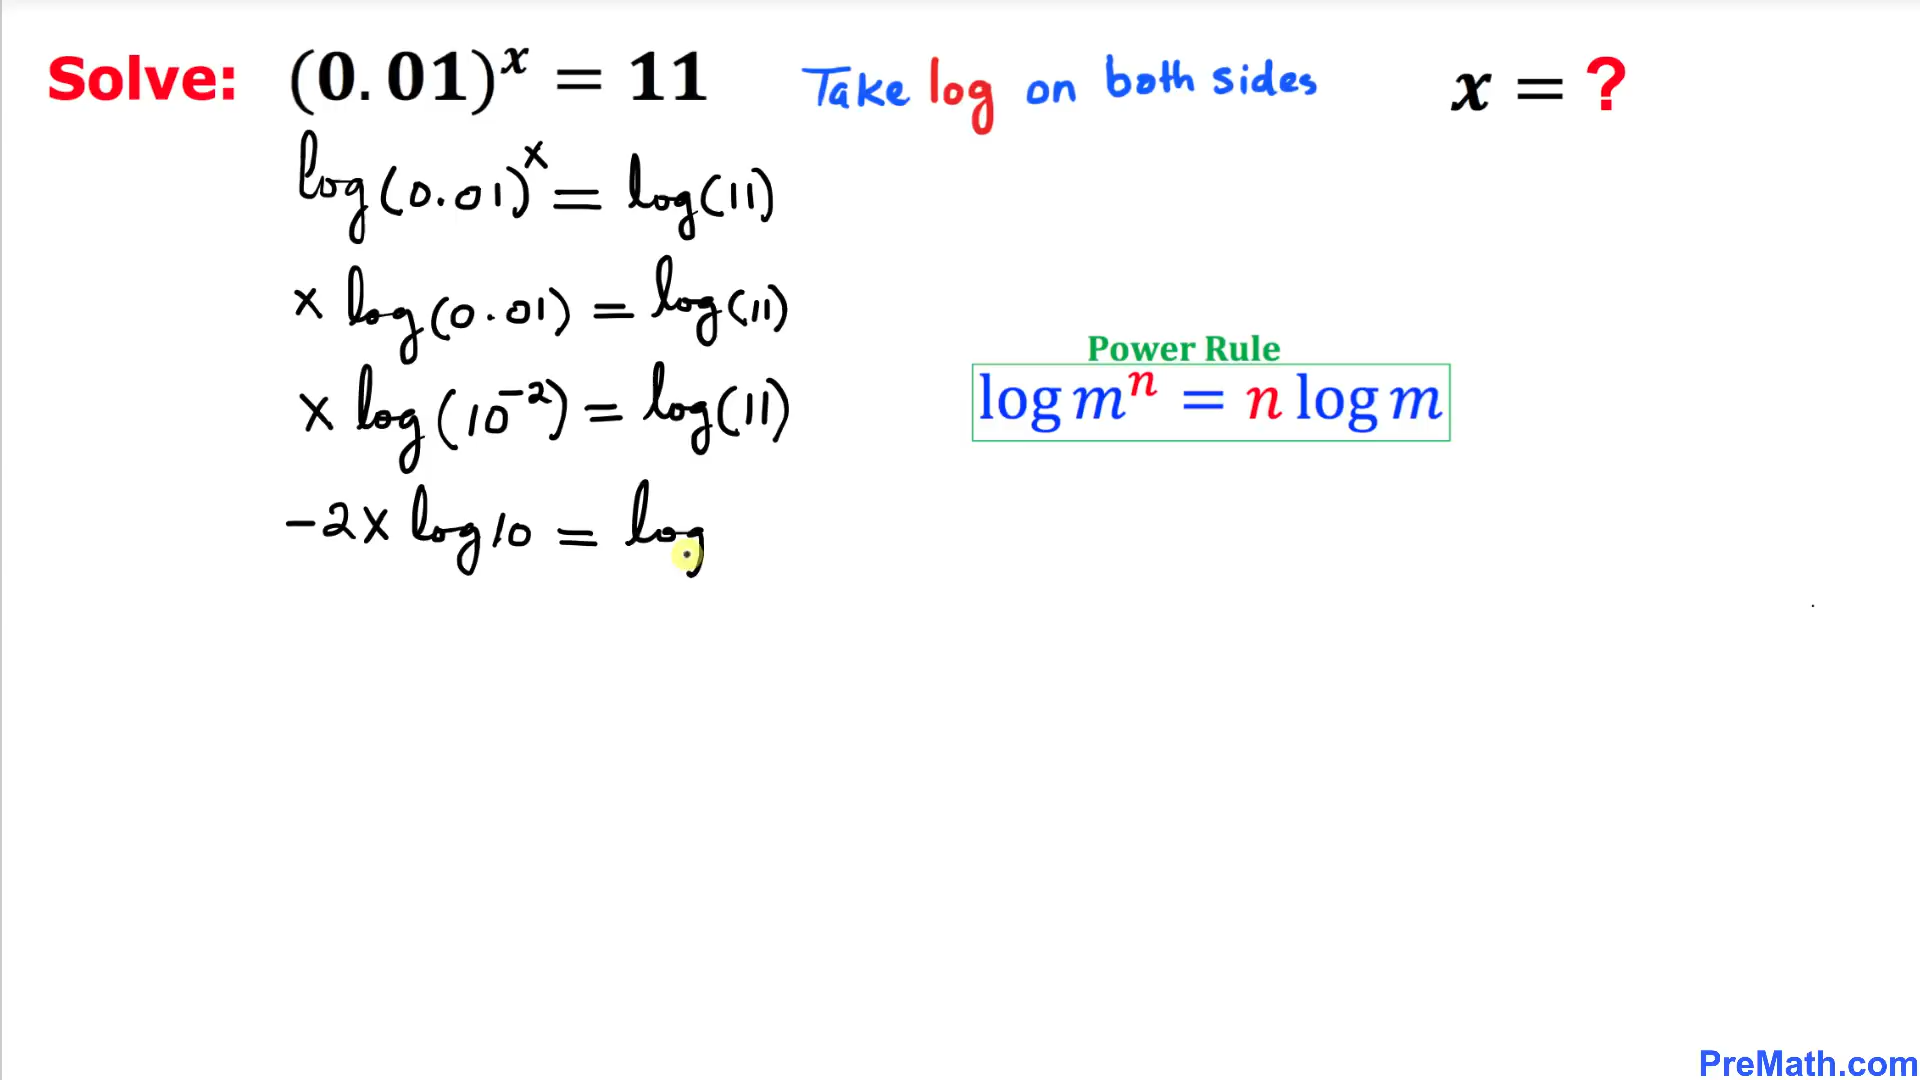 Solve: (0.01)ˣ = 11 Take log on both sides x = ?
log(0.01)ˣ = log(11)
x log(0.01) = log(11)
Power Rule
x log(10⁻²) = log(11) log mⁿ = n log m
-2x log10 = log
PreMath.com